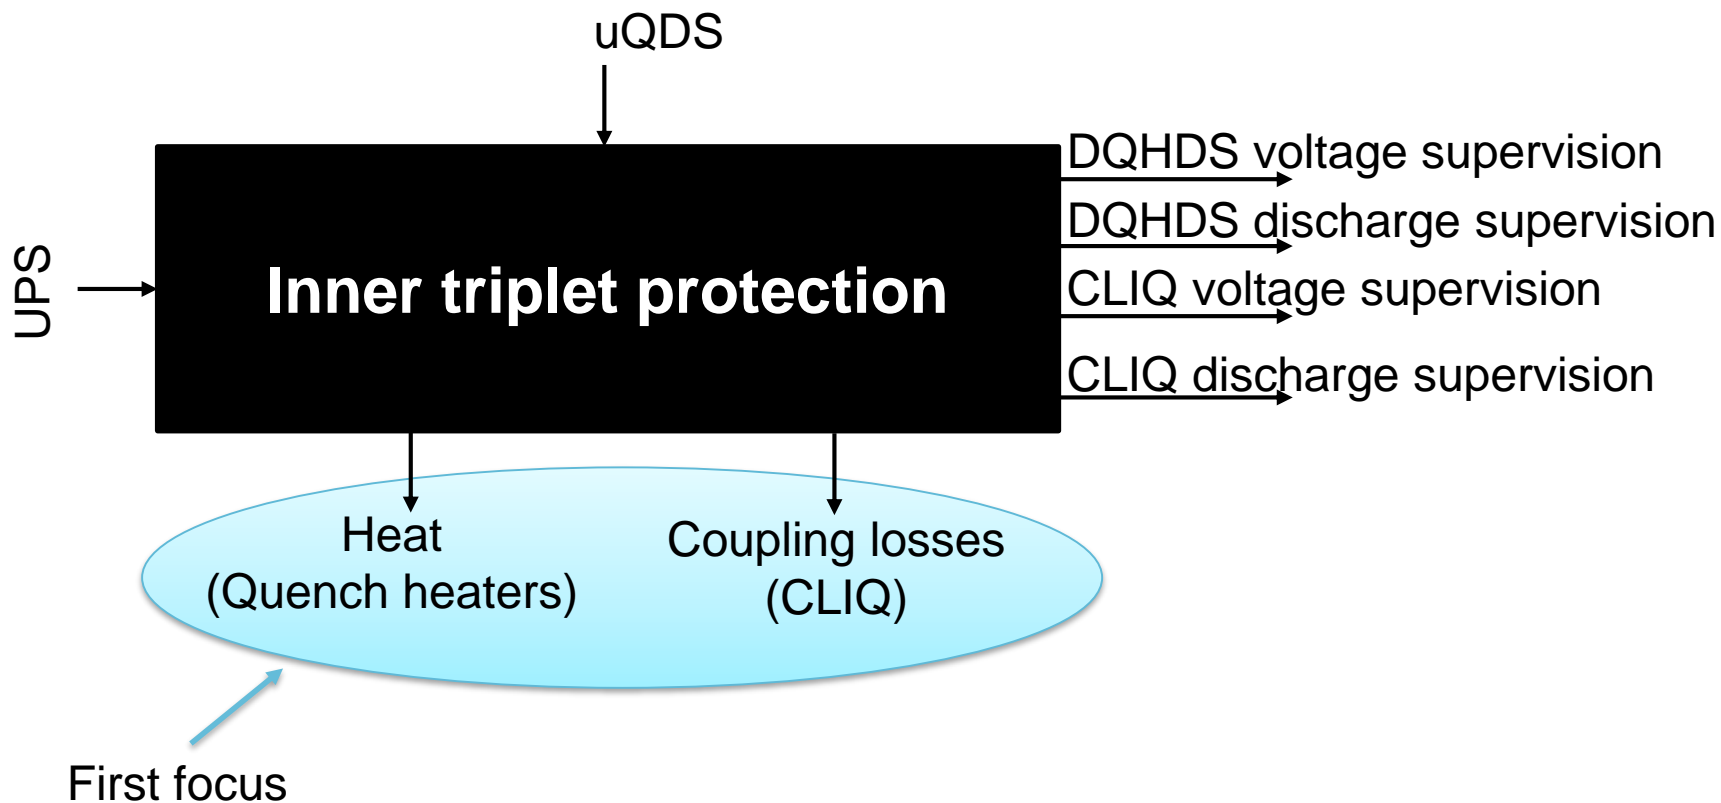 uQDS
UPS
Inner triplet protection
DQHDS voltage supervision
DQHDS discharge supervision
CLIQ voltage supervision
CLIQ discharge supervision
Heat
(Quench heaters)
Coupling losses
(CLIQ)
First focus